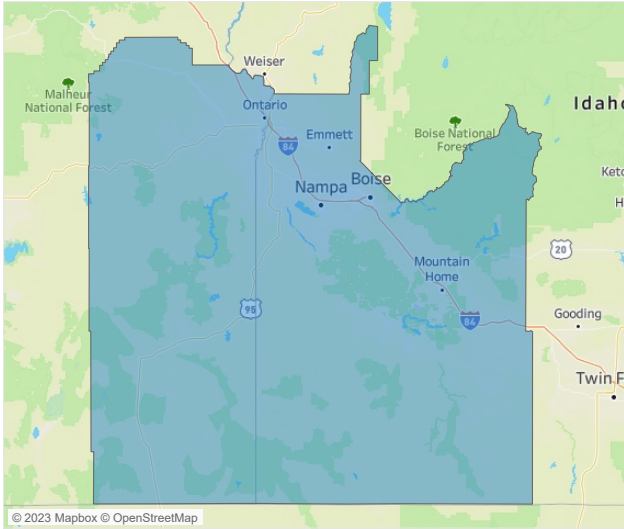 Weiser
Malheur
National Forest
Ontario
Idaho
Emmett
Boise National
Forest
84
Ketc
Nampa
Boise
H
20
Mountain
Home
95
Gooding
84
Twin F
© 2023 Mapbox © OpenStreetMap